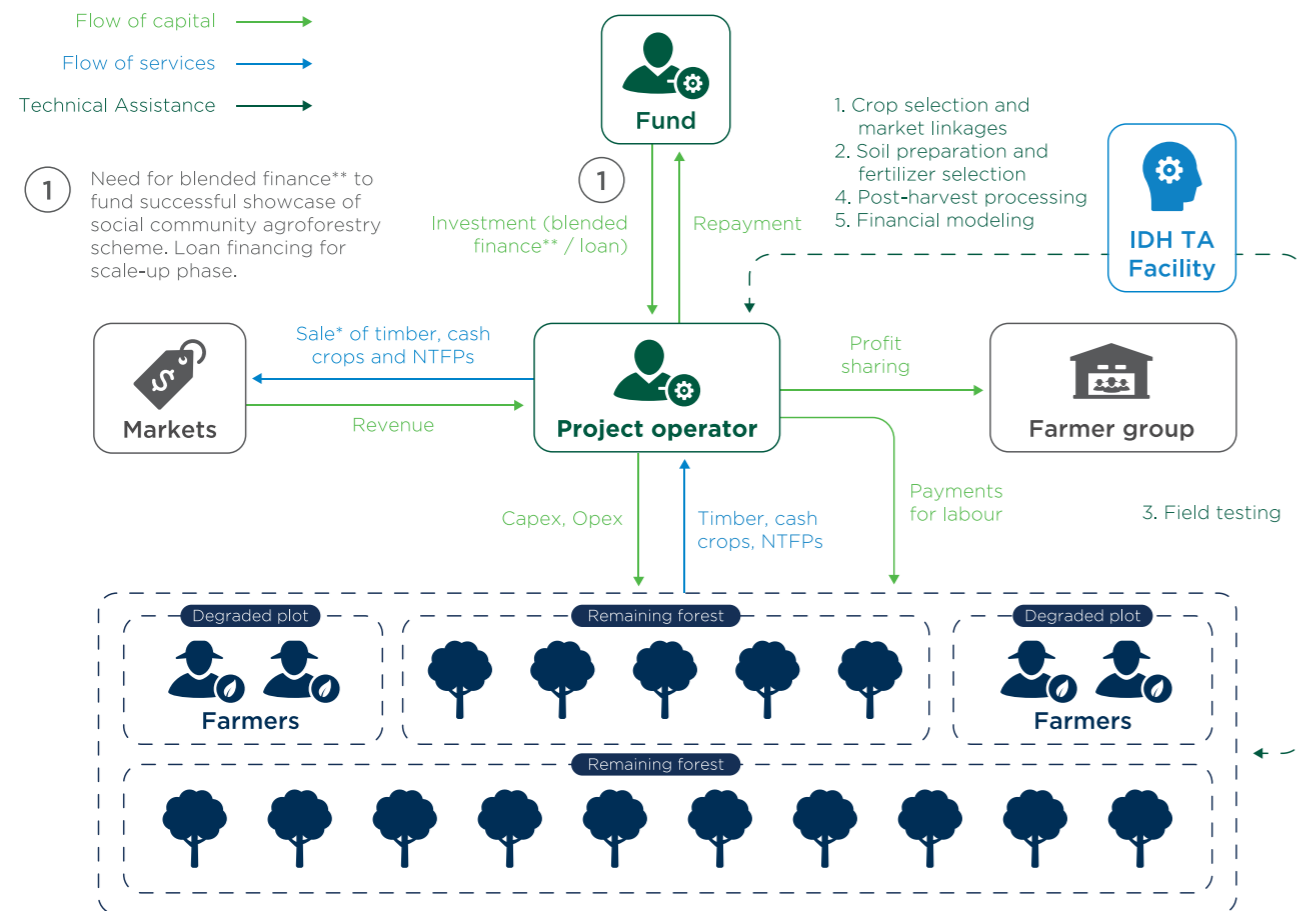 Flow of capital
Flow of services
Technical Assistance
1
Need for blended finance** to
fund successful showcase of
social community agroforestry
scheme. Loan financing for
scale-up phase.
Fund
1
Investment (blended
finance** / loan)
Repayment
1. Crop selection and
market linkages
2. Soil preparation and
fertilizer selection
4. Post-harvest processing
5. Financial modeling
IDH TA
Facility
Markets
Sale* of timber, cash
crops and NTFPs
Revenue
Project operator
Profit
sharing
Farmer group
Capex, Opex
Timber, cash
crops, NTFPs
Payments
for labour
3. Field testing
Degraded plot
Farmers
Remaining forest
Degraded plot
Farmers
Remaining forest